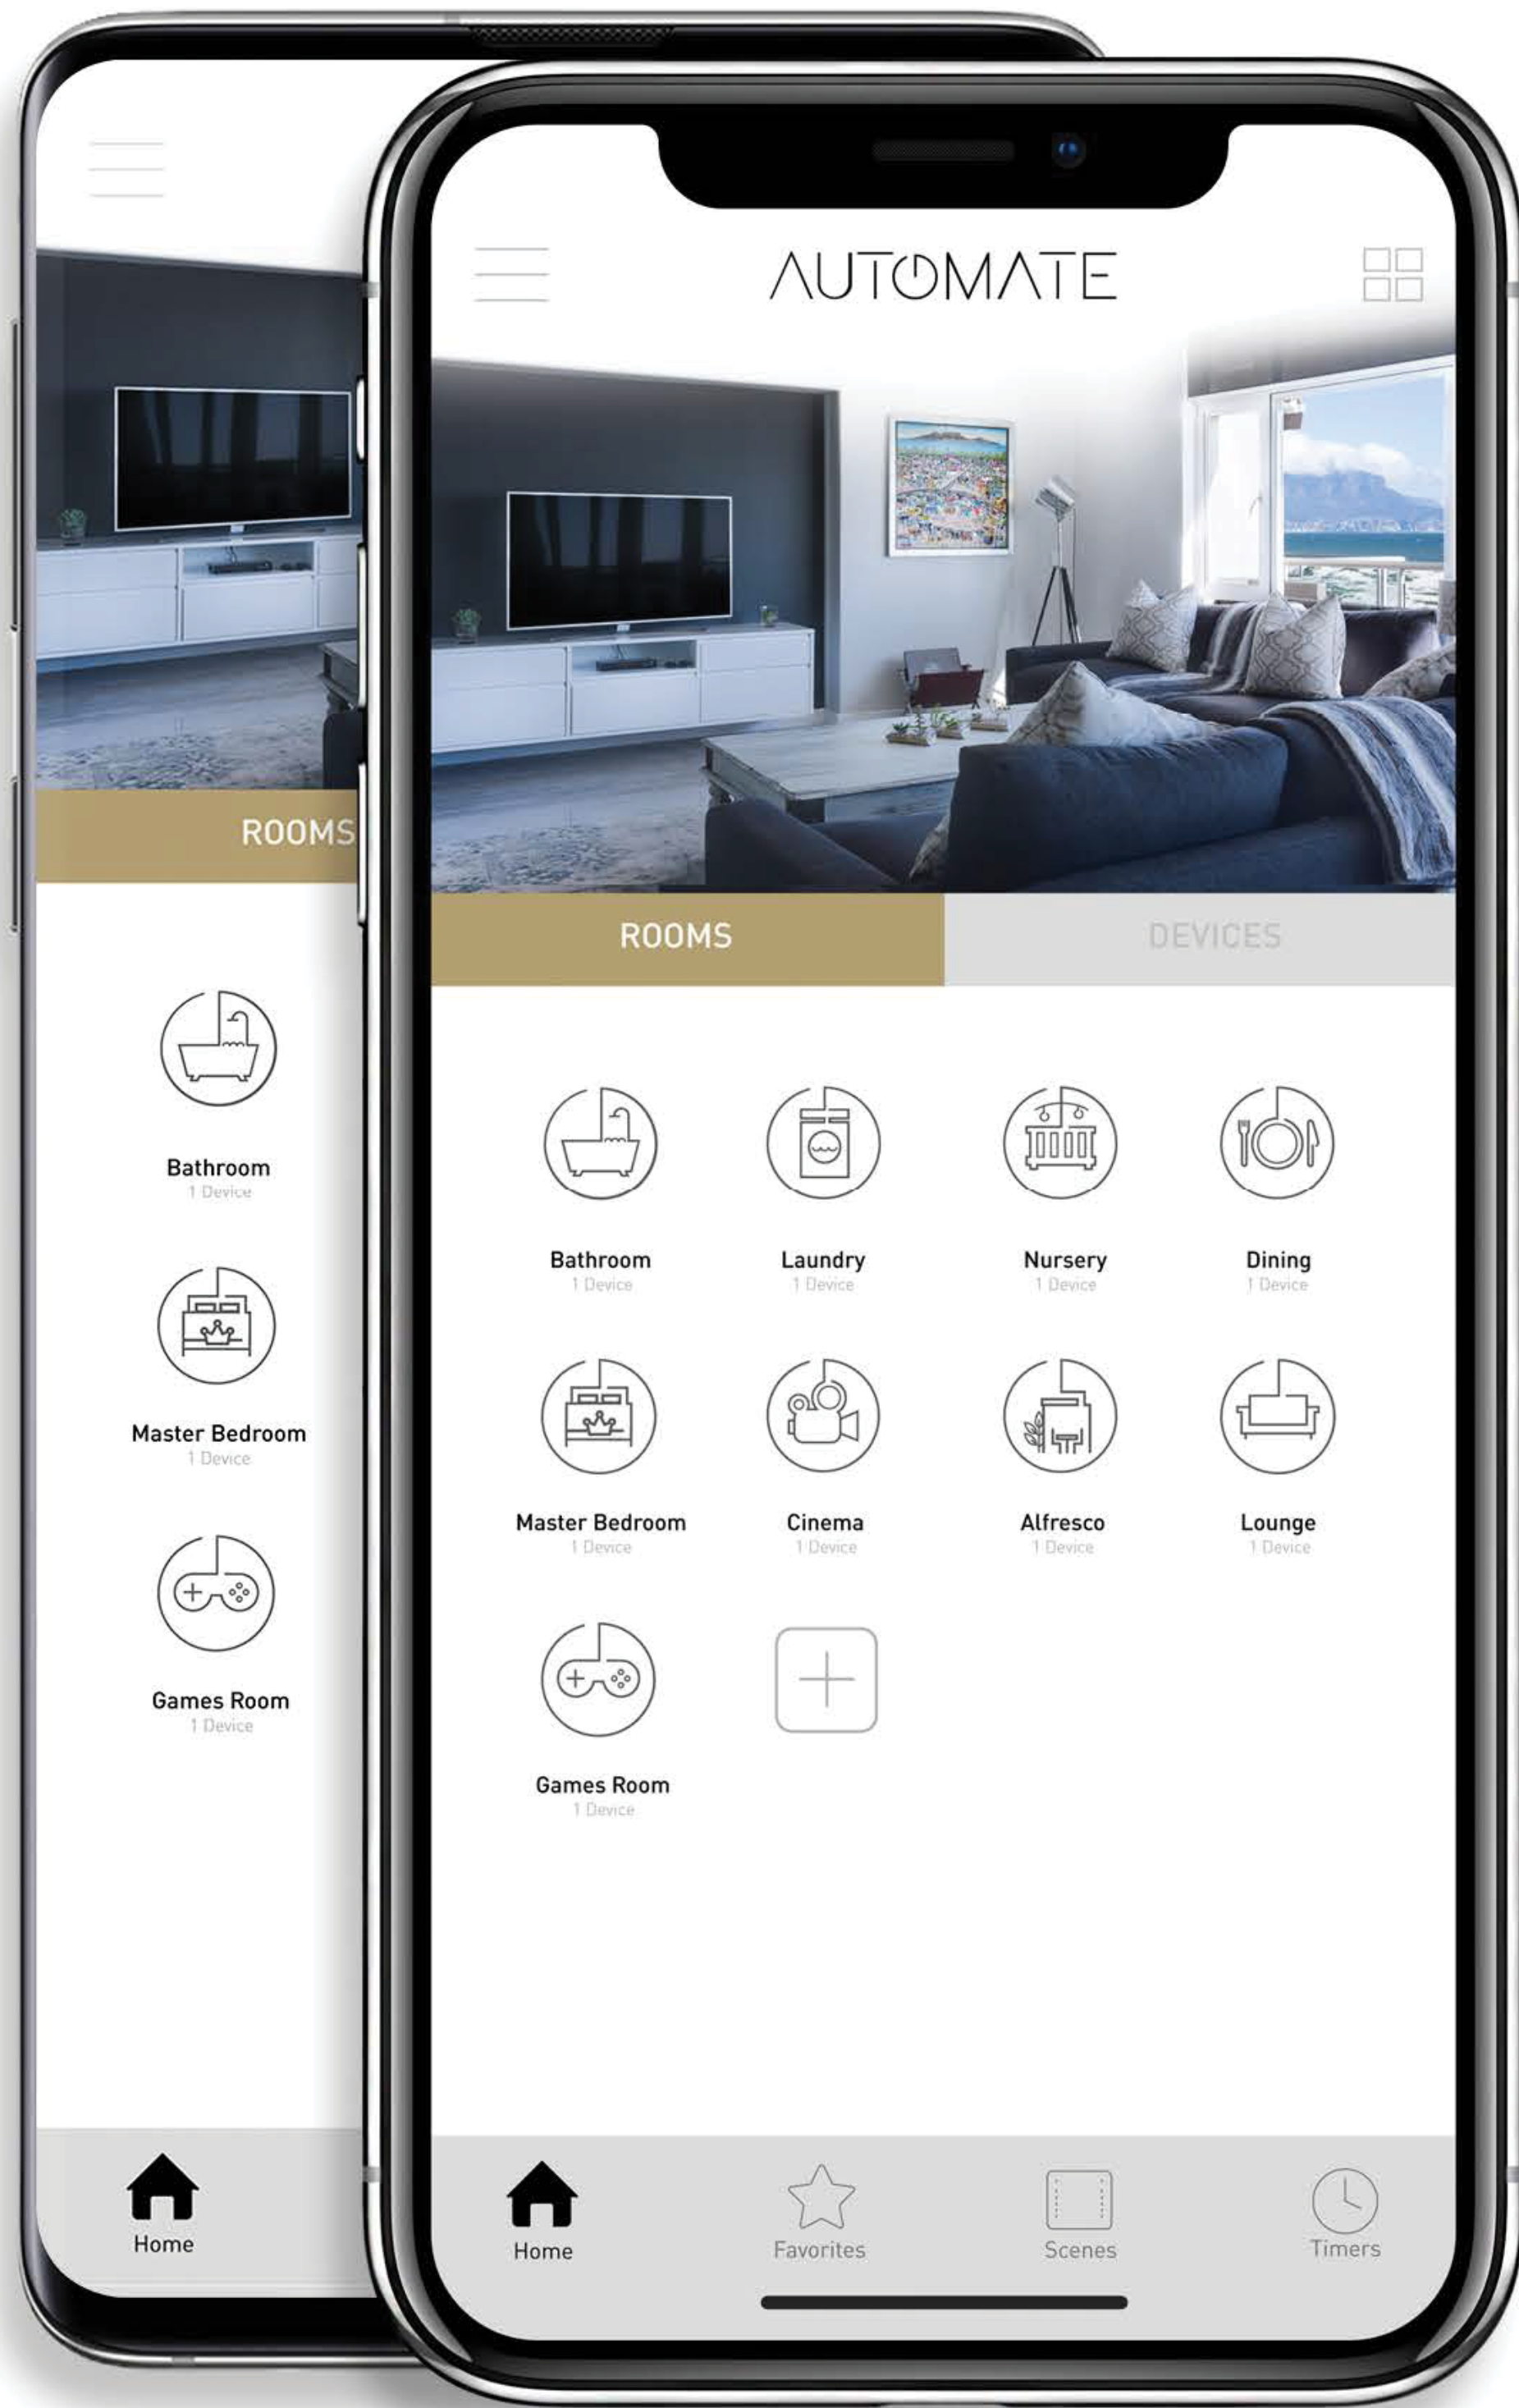 ROOMS
Bathroom
1 Device
Master Bedroom
1 Device
Games Room
1 Device
Home
AUTOMATE
ROOMS DEVICES
Bathroom Laundry Nursery Dining
1 Device 1 Device 1 Device 1 Device
Master Bedroom Cinema Alfresco Lounge
1 Device 1 Device 1 Device 1 Device
Games Room
1 Device
Home Favorites Scenes Timers